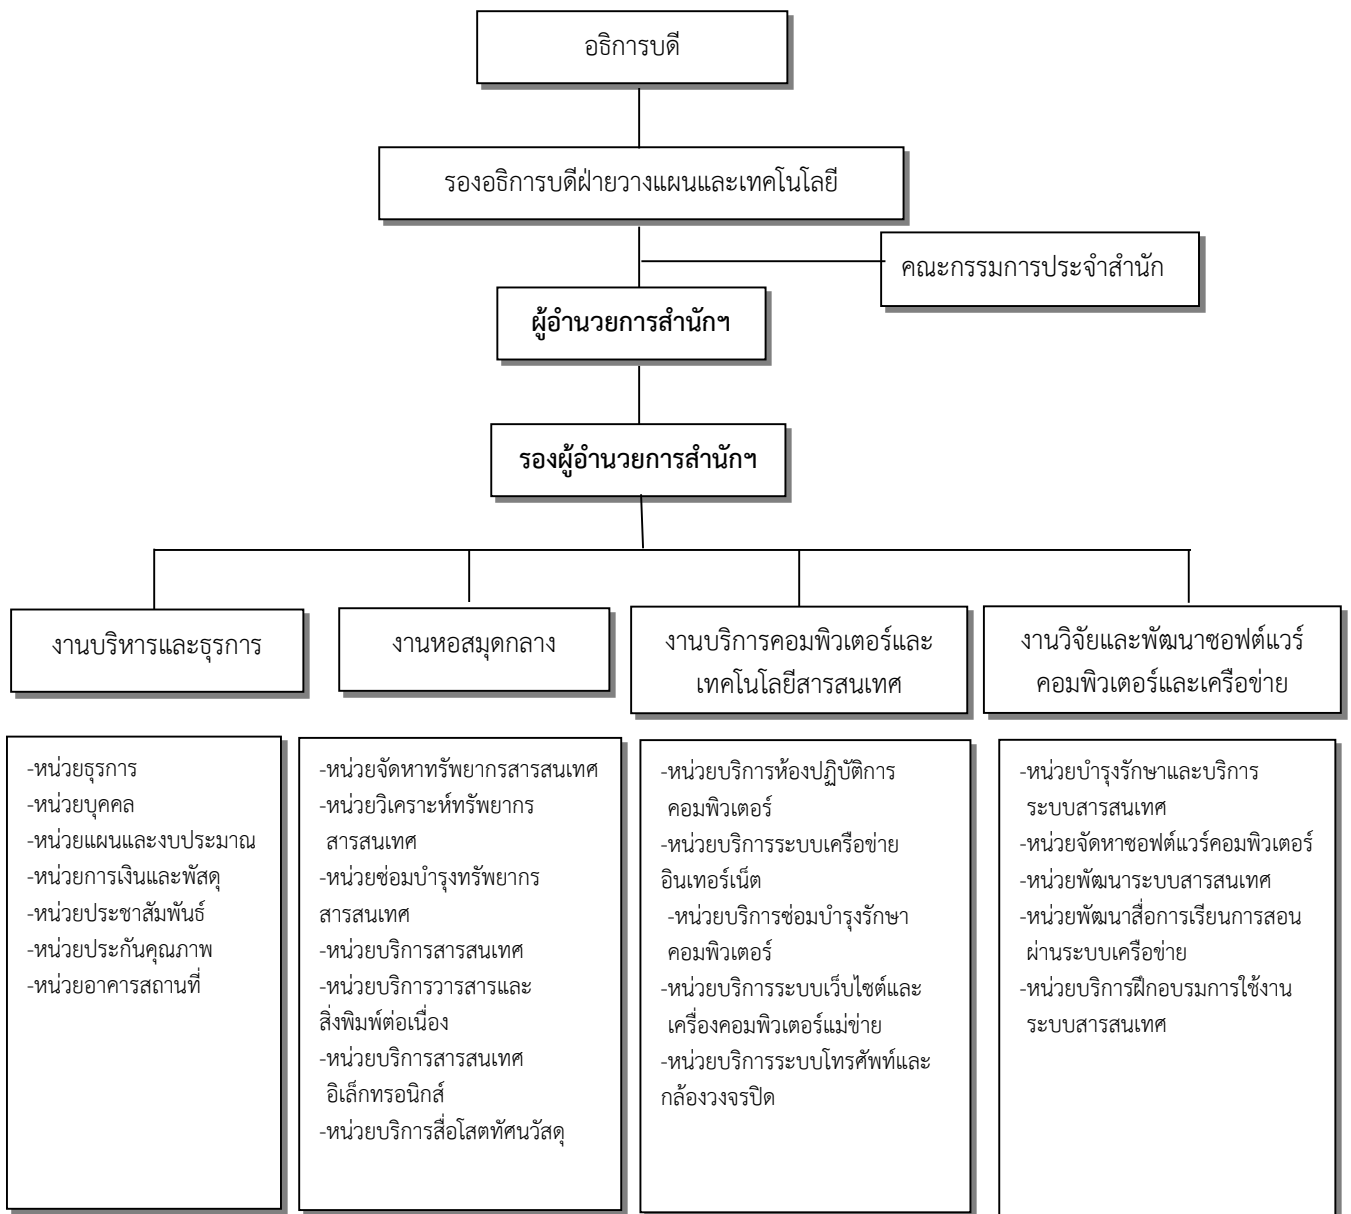 อธิการบดี
รองอธิการบดีฝ่ายวางแผนและเทคโนโลยี
คณะกรรมการประจำสำนัก
ผู้อำนวยการสำนักฯ
รองผู้อำนวยการสำนักฯ
งานบริหารและธุรการ
งานหอสมุดกลาง
งานบริการคอมพิวเตอร์และ
เทคโนโลยีสารสนเทศ
งานวิจัยและพัฒนาซอฟต์แวร์
คอมพิวเตอร์และเครือข่าย
-หน่วยธุรการ
-หน่วยบุคคล
-หน่วยแผนและงบประมาณ
-หน่วยการเงินและพัสดุ
-หน่วยประชาสัมพันธ์
-หน่วยประกันคุณภาพ
-หน่วยอาคารสถานที่
-หน่วยจัดหาทรัพยากรสารสนเทศ
-หน่วยวิเคราะห์ทรัพยากร
สารสนเทศ
-หน่วยซ่อมบำรุงทรัพยากร
สารสนเทศ
-หน่วยบริการสารสนเทศ
-หน่วยบริการวารสารและ
สิ่งพิมพ์ต่อเนื่อง
-หน่วยบริการสารสนเทศ
อิเล็กทรอนิกส์
-หน่วยบริการสื่อโสตทัศนวัสดุ
-หน่วยบริการห้องปฏิบัติการ
คอมพิวเตอร์
-หน่วยบริการระบบเครือข่าย
อินเทอร์เน็ต
-หน่วยบริการซ่อมบำรุงรักษา
คอมพิวเตอร์
-หน่วยบริการระบบเว็บไซต์และ
เครื่องคอมพิวเตอร์แม่ข่าย
-หน่วยบริการระบบโทรศัพท์และ
กล้องวงจรปิด
-หน่วยบำรุงรักษาและบริการ
ระบบสารสนเทศ
-หน่วยจัดหาซอฟต์แวร์คอมพิวเตอร์
-หน่วยพัฒนาระบบสารสนเทศ
-หน่วยพัฒนาสื่อการเรียนการสอน
ผ่านระบบเครือข่าย
-หน่วยบริการฝึกอบรมการใช้งาน
ระบบสารสนเทศ